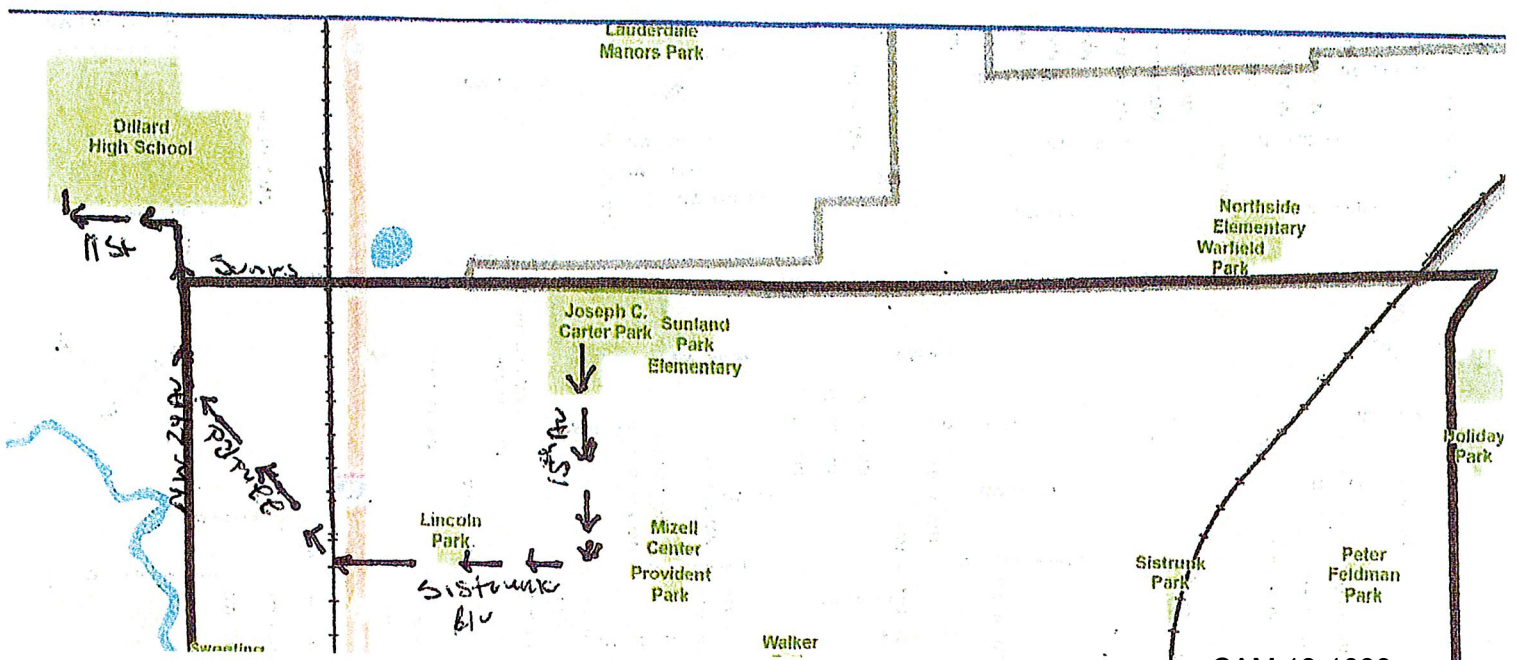 Lauderdale
Manors Park
Dillard
High School
Northside
Elementary
Warfield
Park
11 St
Joseph C.
Carter Park
Sunland
Park
Elementary
NW 24 Av
15th Av
Holiday
Park
Lincoln
Park
Mizell
Center
Provident
Park
Sistrunk
Blv
Sistrunk
Park
Peter
Feldman
Park
Sweeting
Walker